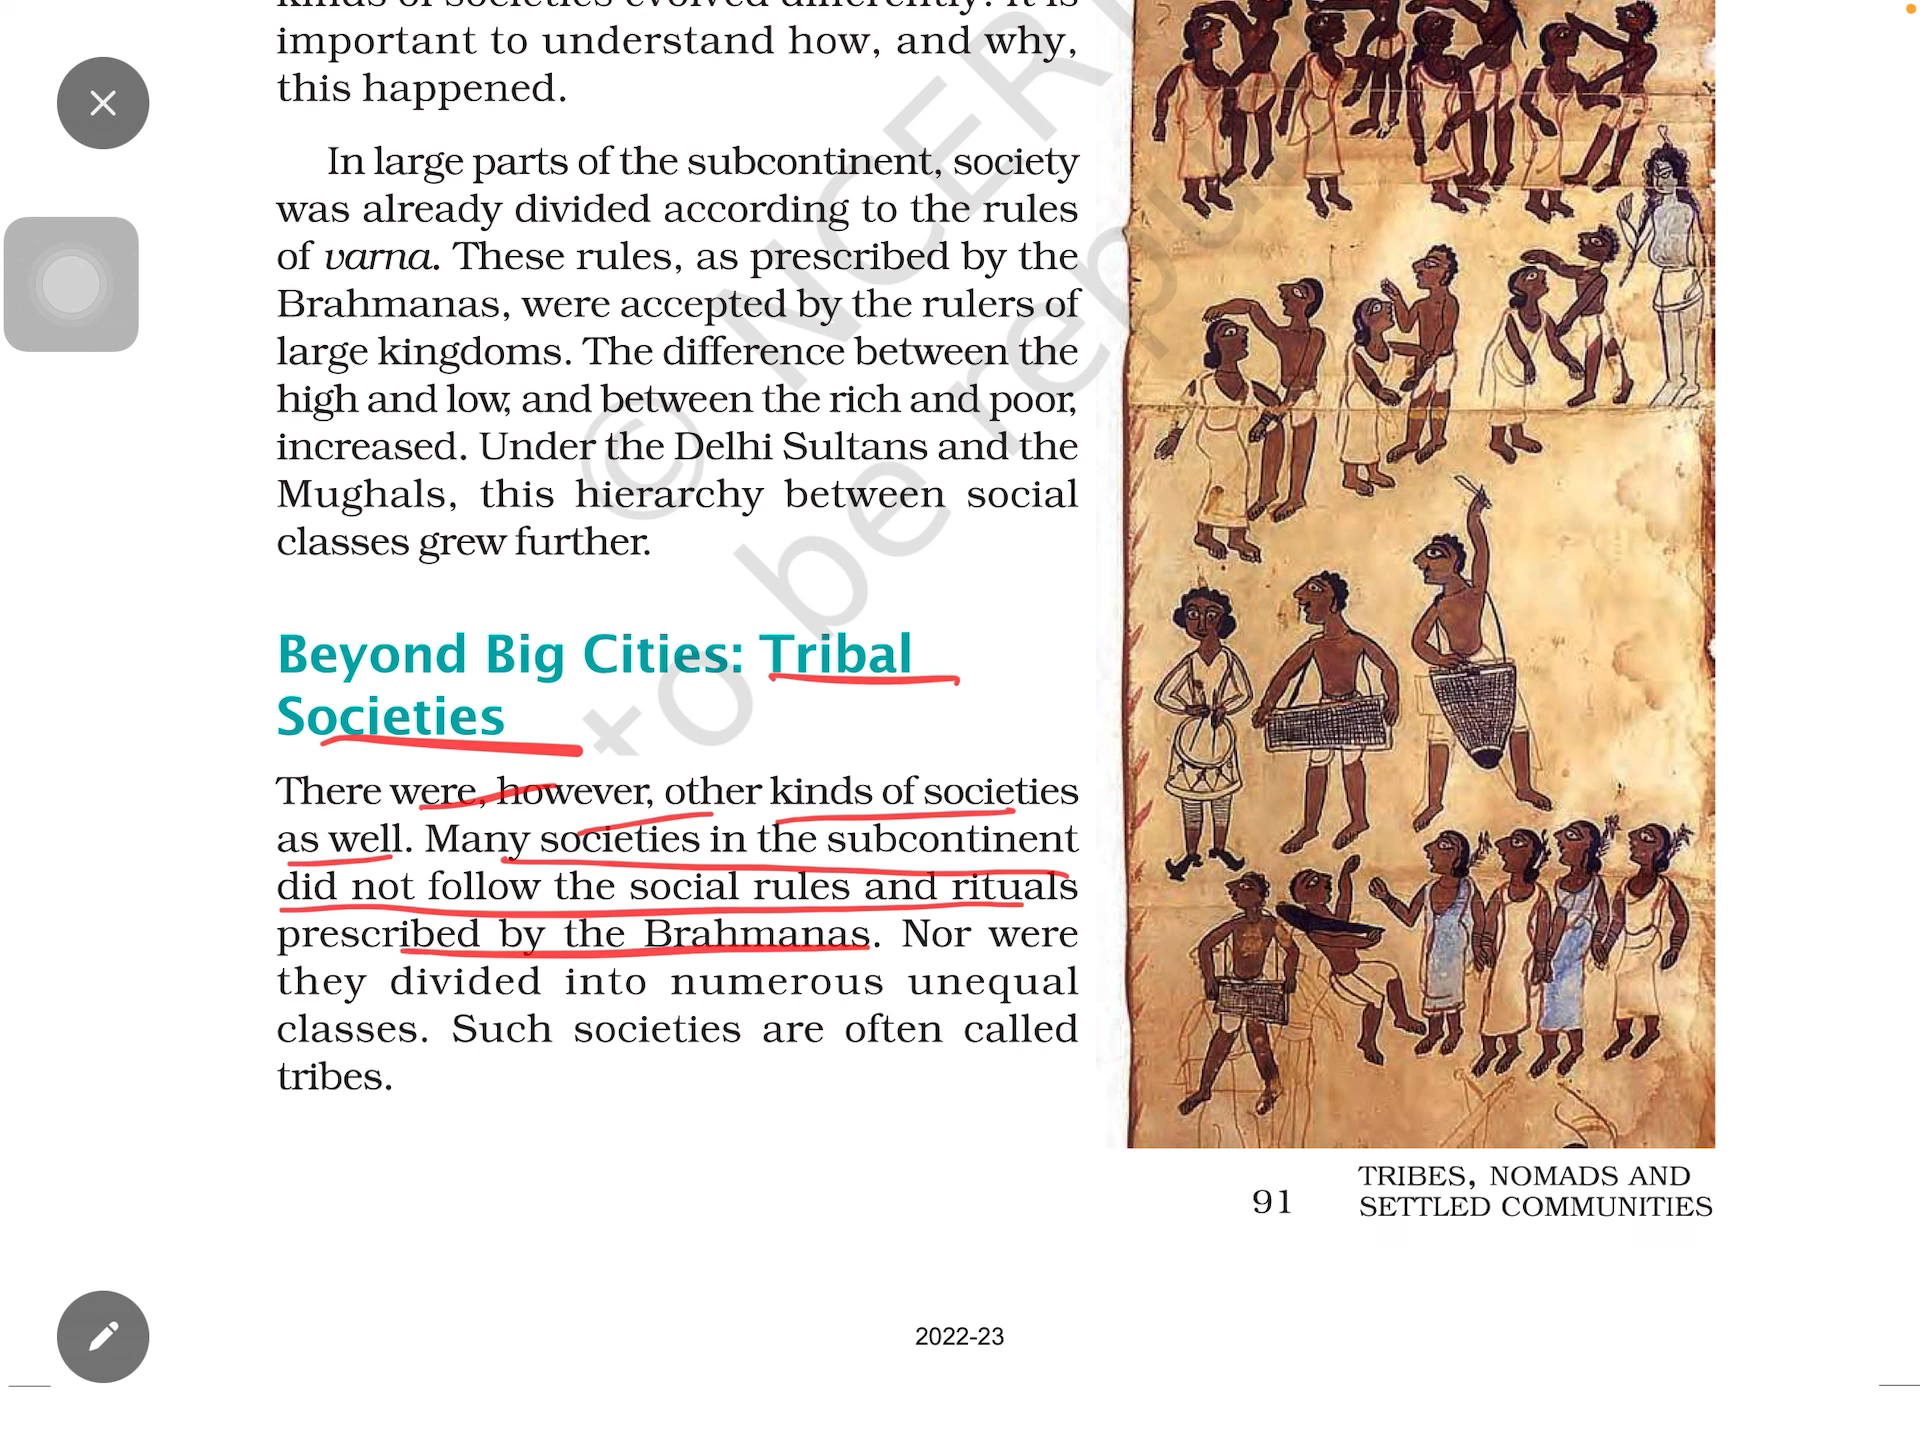 important to understand how, and why,
this happened.
In large parts of the subcontinent, society
was already divided according to the rules
of varna. These rules, as prescribed by the
Brahmanas, were accepted by the rulers of
large kingdoms. The difference between the
high and low, and between the rich and poor,
increased. Under the Delhi Sultans and the
Mughals, this hierarchy between social
classes grew further.
Beyond Big Cities: Tribal
Societies
There were, however, other kinds of societies
as well. Many societies in the subcontinent
did not follow the social rules and rituals
prescribed by the Brahmanas. Nor were
they divided into numerous unequal
classes. Such societies are often called
tribes.
© NCER
to be repu
91
TRIBES, NOMADS AND
SETTLED COMMUNITIES
2022-23